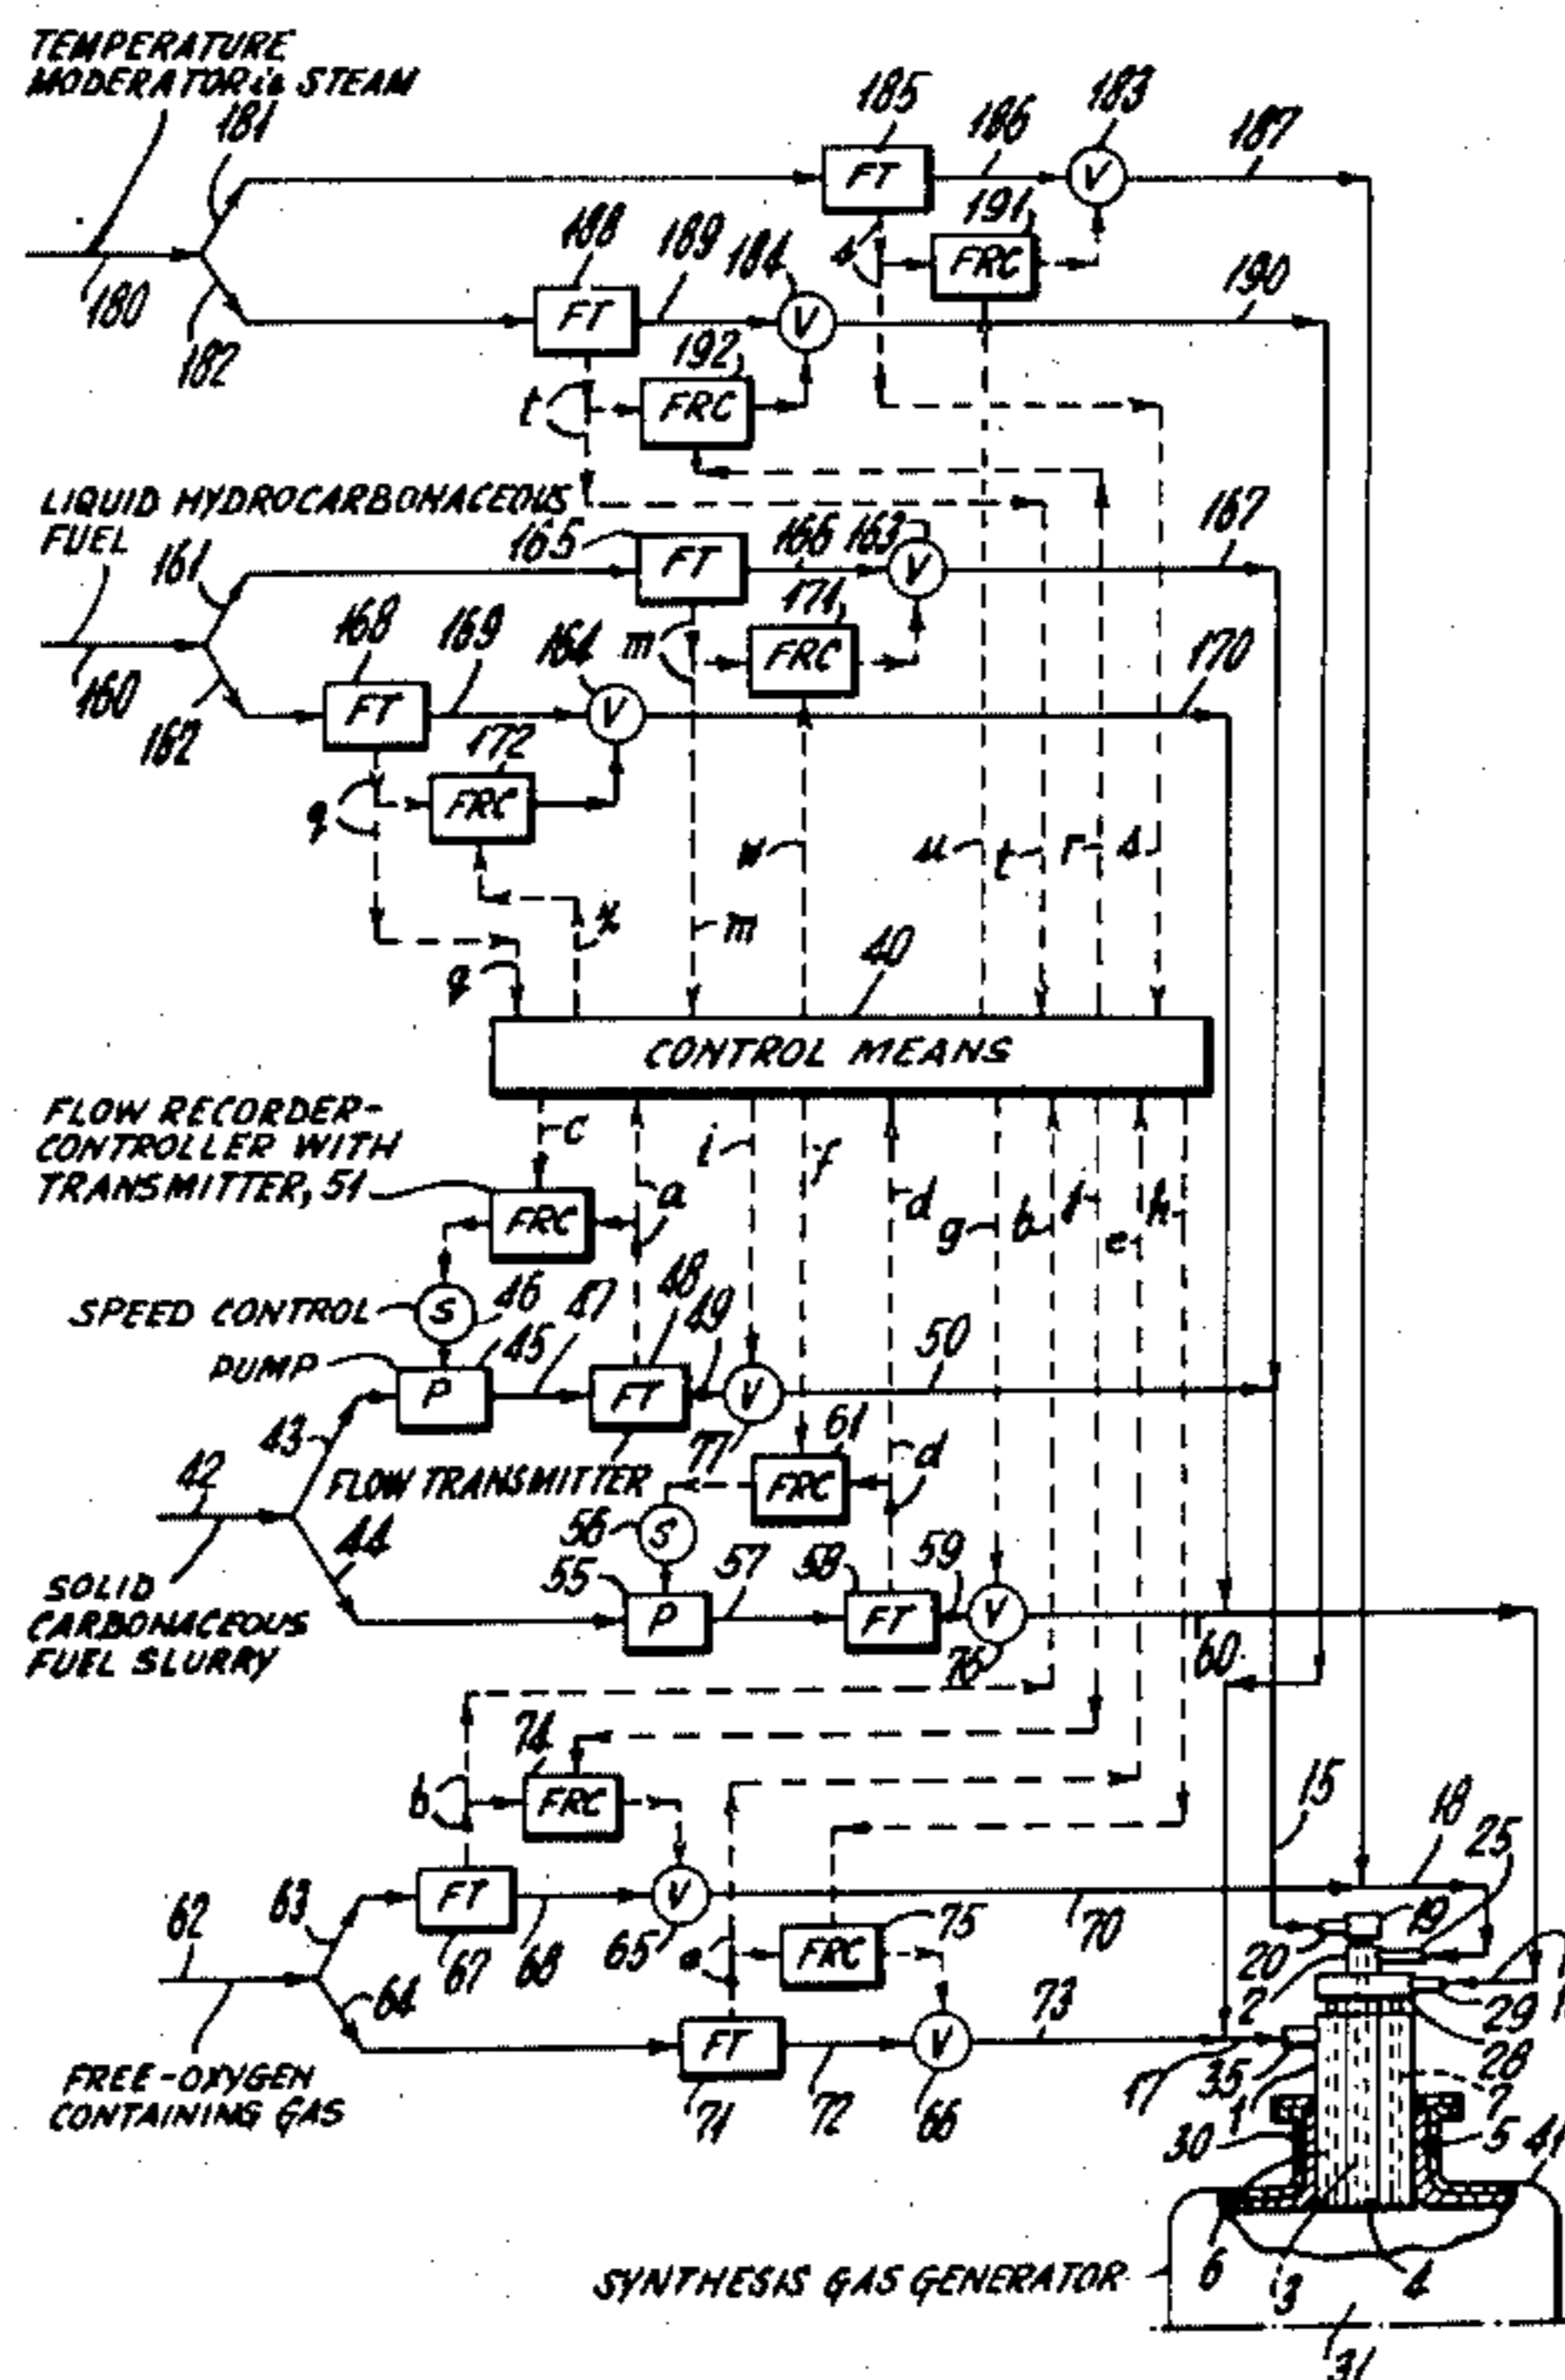 TEMPERATURE
MODERATOR is STEAM
181
185
186
183
187
FT
V
180
182
188
189
184
s
191
FRC
190
FT
V
t
192
FRC
LIQUID HYDROCARBONACEOUS
FUEL
161
165
166
163
167
FT
V
160
162
168
169
164
m
171
FRC
170
FT
V
q
172
FRC
w
u
t
r
s
x
m
q
40
CONTROL MEANS
FLOW RECORDER-
CONTROLLER WITH
TRANSMITTER, 51
c
a
i
f
d
g
b
e
h
FRC
SPEED CONTROL
S
46
47
48
49
50
PUMP
45
P
FT
V
43
77
61
d
42
FLOW TRANSMITTER
FRC
44
56
S
SOLID
CARBONACEOUS
FUEL SLURRY
55
57
58
59
P
FT
V
76
60
74
b
FRC
15
18
25
63
FT
V
62
67
68
65
e
75
FRC
70
19
20
2
64
FT
V
73
29
28
FREE-OXYGEN
CONTAINING GAS
71
72
66
17
35
1
7
30
5
41
SYNTHESIS GAS GENERATOR
6
3
4
31